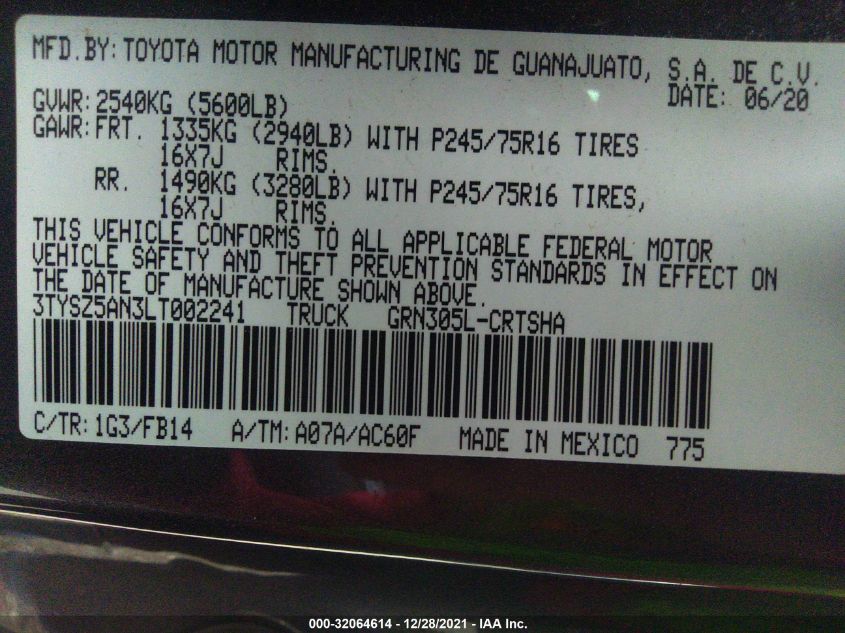 MFD.BY: TOYOTA MOTOR MANUFACTURING DE GUANAJUATO, S.A. DE C.V.
DATE: 06/20
GVWR: 2540KG (5600LB)
GAWR: FRT. 1335KG (2940LB) WITH P245/75R16 TIRES
16X7J RIMS.
RR. 1490KG (3280LB) WITH P245/75R16 TIRES,
16X7J RIMS.
THIS VEHICLE CONFORMS TO ALL APPLICABLE FEDERAL MOTOR
VEHICLE SAFETY AND THEFT PREVENTION STANDARDS IN EFFECT ON
THE DATE OF MANUFACTURE SHOWN ABOVE.
3TYSZ5AN3LT002241 TRUCK GRN305L-CRTSHA
C/TR: 1G3/FB14 A/TM: A07A/AC60F MADE IN MEXICO 775
000-32064614 - 12/28/2021 - IAA Inc.